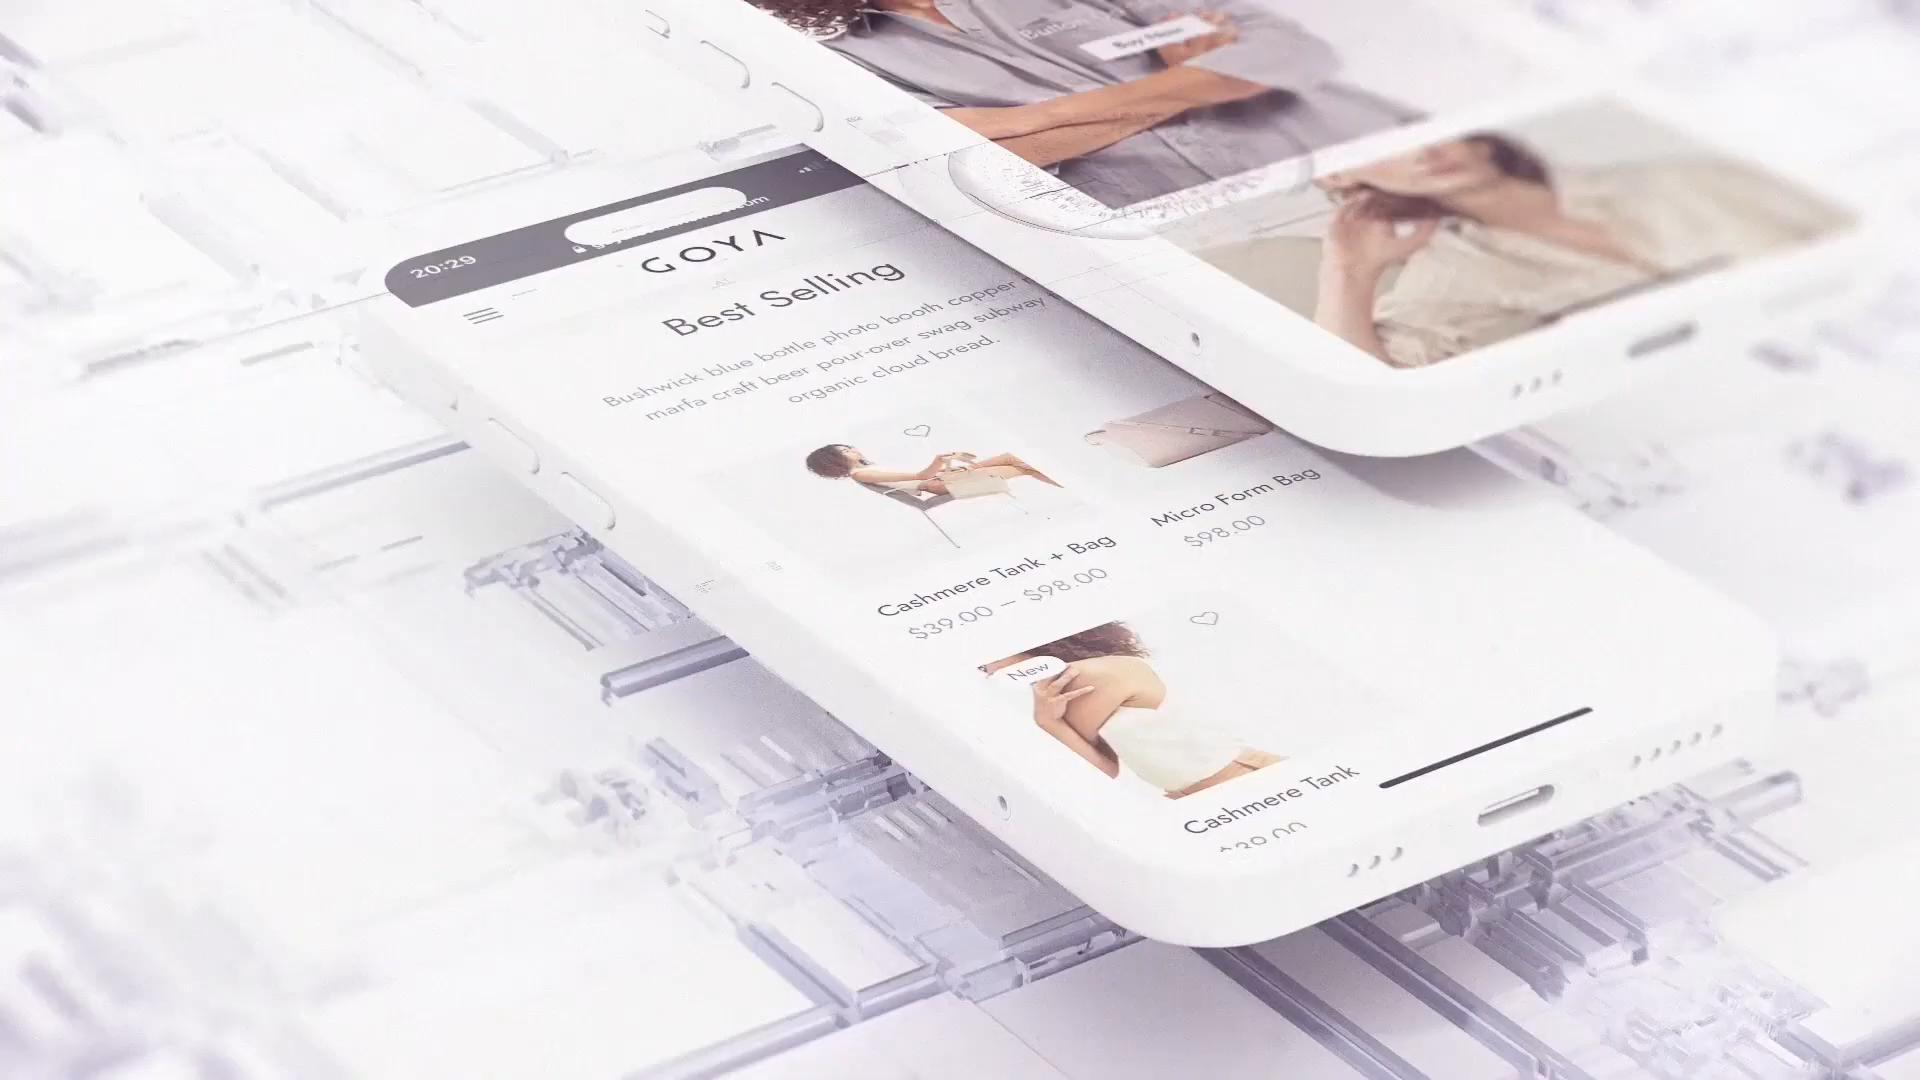 Buy Now
20:29
GOYA
Best Selling
Bushwick blue bottle photo booth copper
marfa craft beer pour-over swag subway
organic cloud bread.
Micro Form Bag
$98.00
Cashmere Tank + Bag
$39.00 – $98.00
New
Cashmere Tank